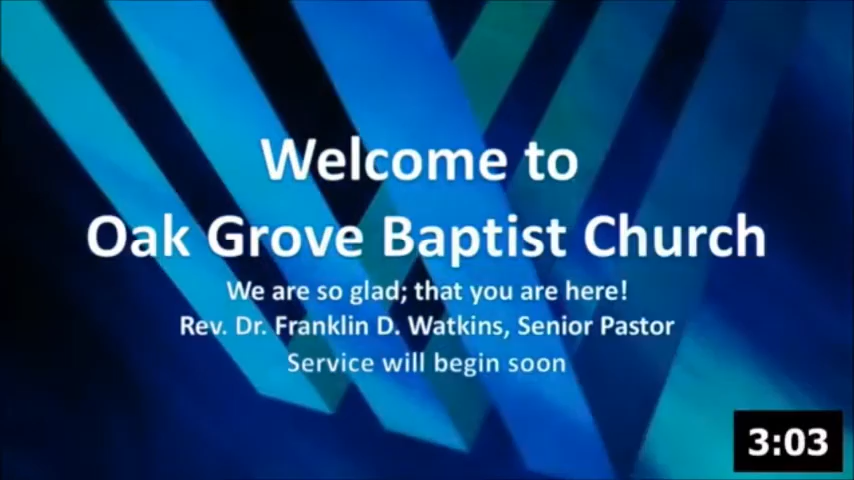 Welcome to
Oak Grove Baptist Church
We are so glad; that you are here!
Rev. Dr. Franklin D. Watkins, Senior Pastor
Service will begin soon
3:03